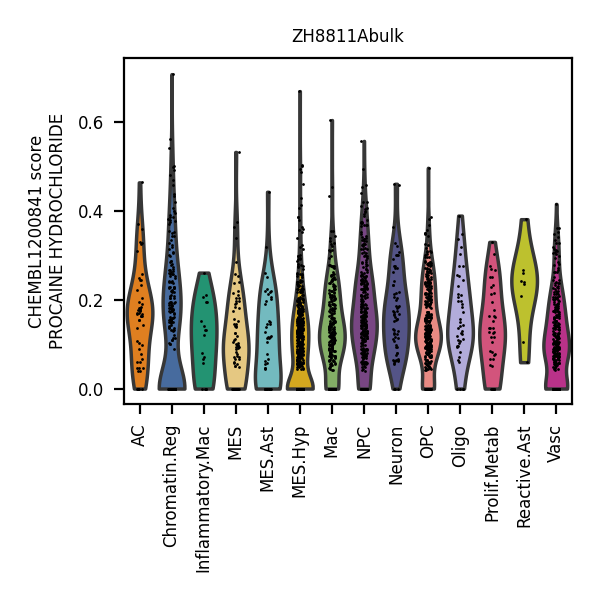 ZH8811Abulk
CHEMBL1200841 score
PROCAINE HYDROCHLORIDE
0.6
0.4
0.2
0.0
AC
Chromatin.Reg
Inflammatory.Mac
MES
MES.Ast
MES.Hyp
Mac
NPC
Neuron
OPC
Oligo
Prolif.Metab
Reactive.Ast
Vasc